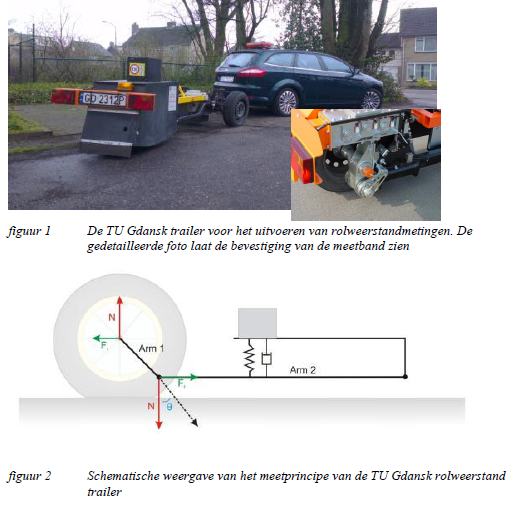 GD 2312P
figuur 1 De TU Gdansk trailer voor het uitvoeren van rolweerstandmetingen. De
gedetailleerde foto laat de bevestiging van de meetband zien
N
F
Arm 1
F
Arm 2
N θ
figuur 2 Schematische weergave van het meetprincipe van de TU Gdansk rolweerstand
trailer